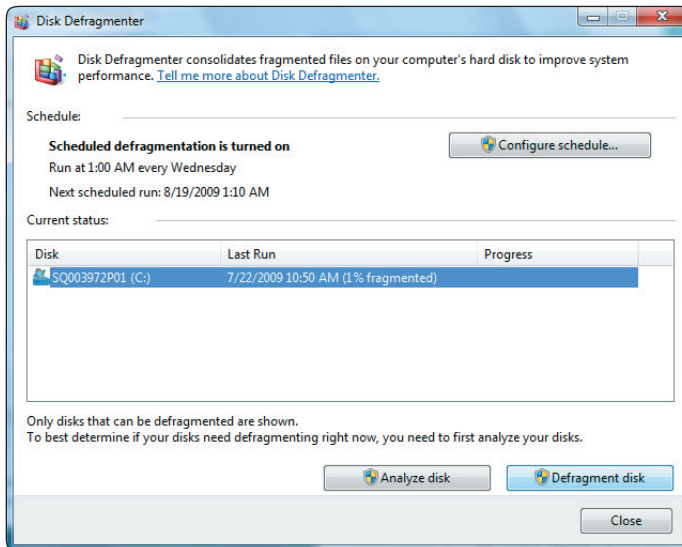 Disk Defragmenter
Disk Defragmenter consolidates fragmented files on your computer's hard disk to improve system
performance. Tell me more about Disk Defragmenter.
Schedule:
Scheduled defragmentation is turned on
Configure schedule...
Run at 1:00 AM every Wednesday
Next scheduled run: 8/19/2009 1:10 AM
Current status:
Disk Last Run Progress
SQ003972P01 (C:) 7/22/2009 10:50 AM (1% fragmented)
Only disks that can be defragmented are shown.
To best determine if your disks need defragmenting right now, you need to first analyze your disks.
Analyze disk Defragment disk
Close